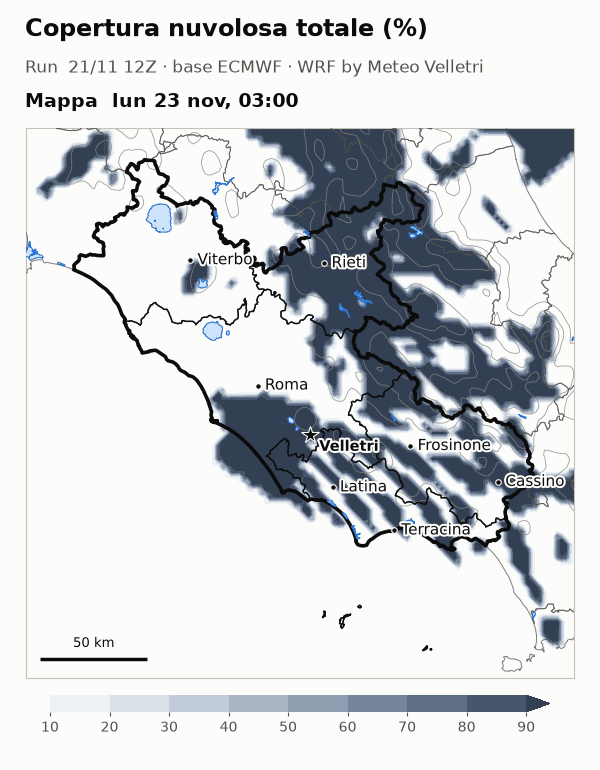 Copertura nuvolosa totale (%)
Run 21/11 12Z · base ECMWF · WRF by Meteo Velletri
Mappa lun 23 nov, 03:00
Viterbo
Rieti
Roma
Velletri
Frosinone
Latina
Cassino
Terracina
50 km
10 20 30 40 50 60 70 80 90